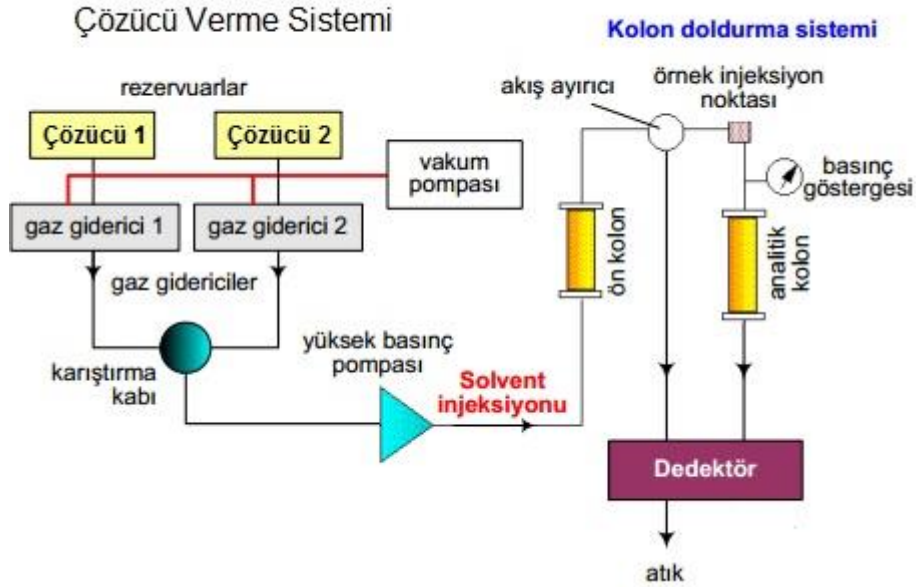 Çözücü Verme Sistemi
Kolon doldurma sistemi
rezervuarlar
Çözücü 1
Çözücü 2
vakum
pompası
gaz giderici 1
gaz giderici 2
gaz gidericiler
karıştırma
kabı
yüksek basınç
pompası
Solvent
injeksiyonu
ön kolon
akış ayırıcı
örnek injeksiyon
noktası
basınç
göstergesi
analitik
kolon
Dedektör
atık